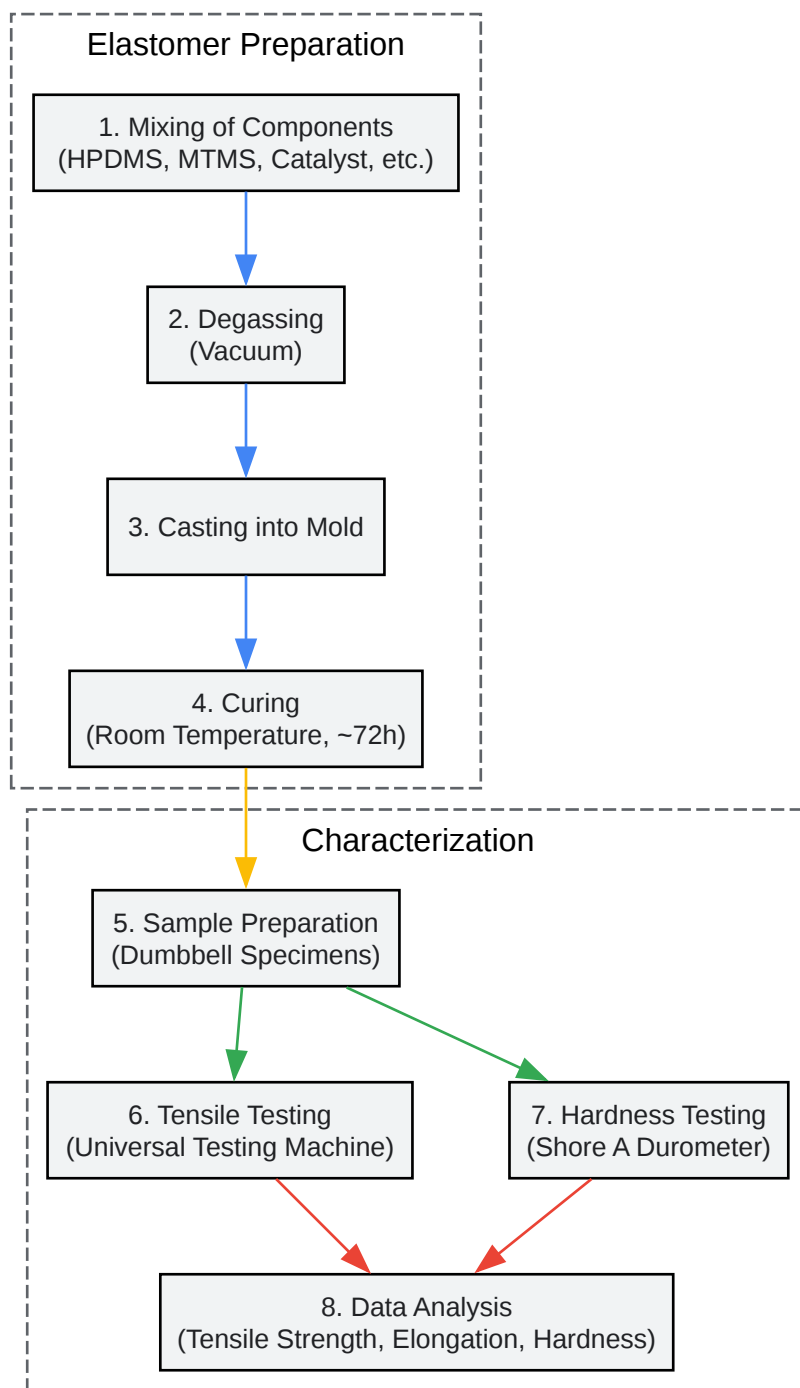 Elastomer Preparation
1. Mixing of Components
(HPDMS, MTMS, Catalyst, etc.)
2. Degassing
(Vacuum)
3. Casting into Mold
4. Curing
(Room Temperature, ~72h)
Characterization
5. Sample Preparation
(Dumbbell Specimens)
6. Tensile Testing
(Universal Testing Machine)
7. Hardness Testing
(Shore A Durometer)
8. Data Analysis
(Tensile Strength, Elongation, Hardness)